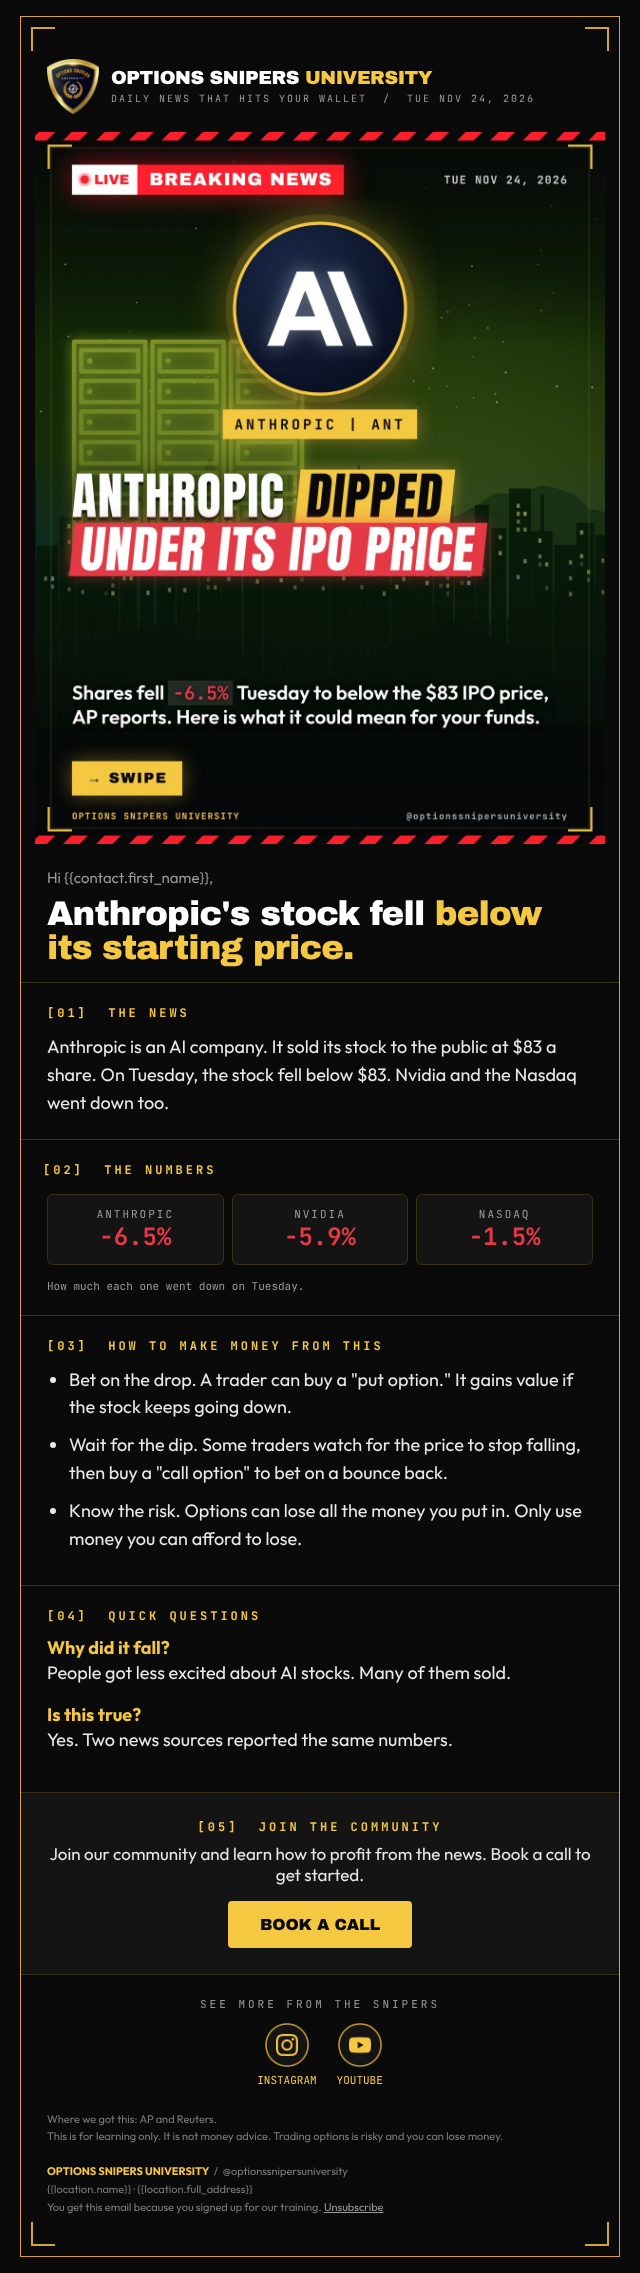 OPTIONS SNIPERS UNIVERSITY
DAILY NEWS THAT HITS YOUR WALLET / TUE NOV 24, 2026
LIVE BREAKING NEWS
TUE NOV 24, 2026
ANTHROPIC | ANT
ANTHROPIC DIPPED
UNDER ITS IPO PRICE
Shares fell -6.5% Tuesday to below the $83 IPO price,
AP reports. Here is what it could mean for your funds.
→ SWIPE
OPTIONS SNIPERS UNIVERSITY
@optionssnipersuniversity
Hi {{contact.first_name}},
Anthropic's stock fell below
its starting price.
[01] THE NEWS
Anthropic is an AI company. It sold its stock to the public at $83 a
share. On Tuesday, the stock fell below $83. Nvidia and the Nasdaq
went down too.
[02] THE NUMBERS
ANTHROPIC
-6.5%
NVIDIA
-5.9%
NASDAQ
-1.5%
How much each one went down on Tuesday.
[03] HOW TO MAKE MONEY FROM THIS
• Bet on the drop. A trader can buy a "put option." It gains value if
the stock keeps going down.
• Wait for the dip. Some traders watch for the price to stop falling,
then buy a "call option" to bet on a bounce back.
• Know the risk. Options can lose all the money you put in. Only use
money you can afford to lose.
[04] QUICK QUESTIONS
Why did it fall?
People got less excited about AI stocks. Many of them sold.
Is this true?
Yes. Two news sources reported the same numbers.
[05] JOIN THE COMMUNITY
Join our community and learn how to profit from the news. Book a call to
get started.
BOOK A CALL
SEE MORE FROM THE SNIPERS
INSTAGRAM
YOUTUBE
Where we got this: AP and Reuters.
This is for learning only. It is not money advice. Trading options is risky and you can lose money.
OPTIONS SNIPERS UNIVERSITY / @optionssnipersuniversity
{{location.name}} · {{location.full_address}}
You get this email because you signed up for our training. Unsubscribe